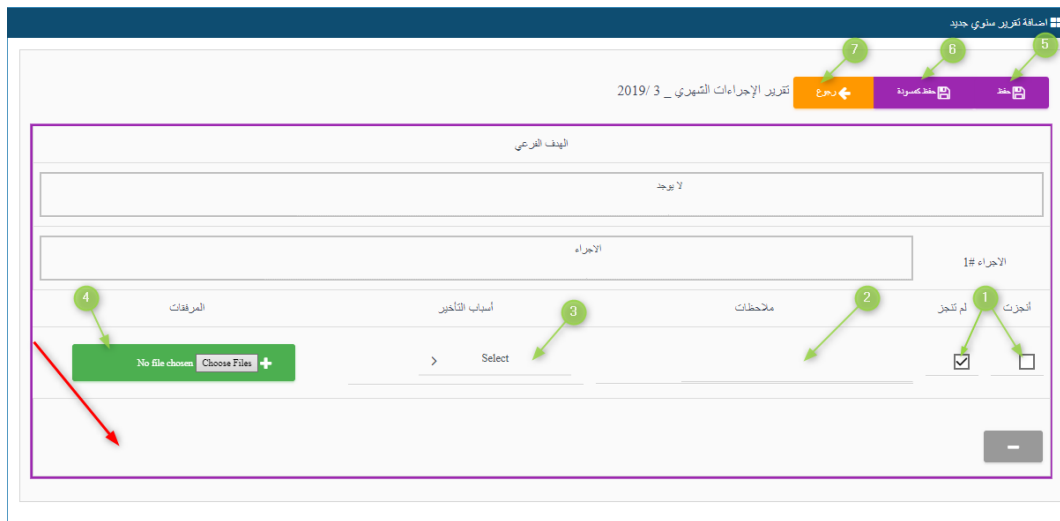 اضافة تقرير سنوي جديد
7 6 5
حفظ حفظ كمسودة رجوع تقرير الإجراءات الشهري _ 3 /2019
الهدف الفرعي
لا يوجد
الاجراء #1 الاجراء
أنجزت 1 لم تنجز ملاحظات 2 أسباب التأخير 3 المرفقات 4
Select No file chosen Choose Files